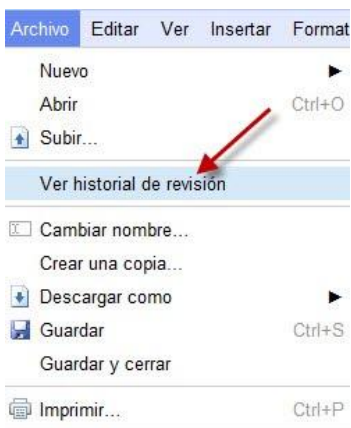 Archivo Editar Ver Insertar Format
Nuevo
Abrir Ctrl+O
Subir...
Ver historial de revisión
Cambiar nombre...
Crear una copia...
Descargar como
Guardar Ctrl+S
Guardar y cerrar
Imprimir... Ctrl+P